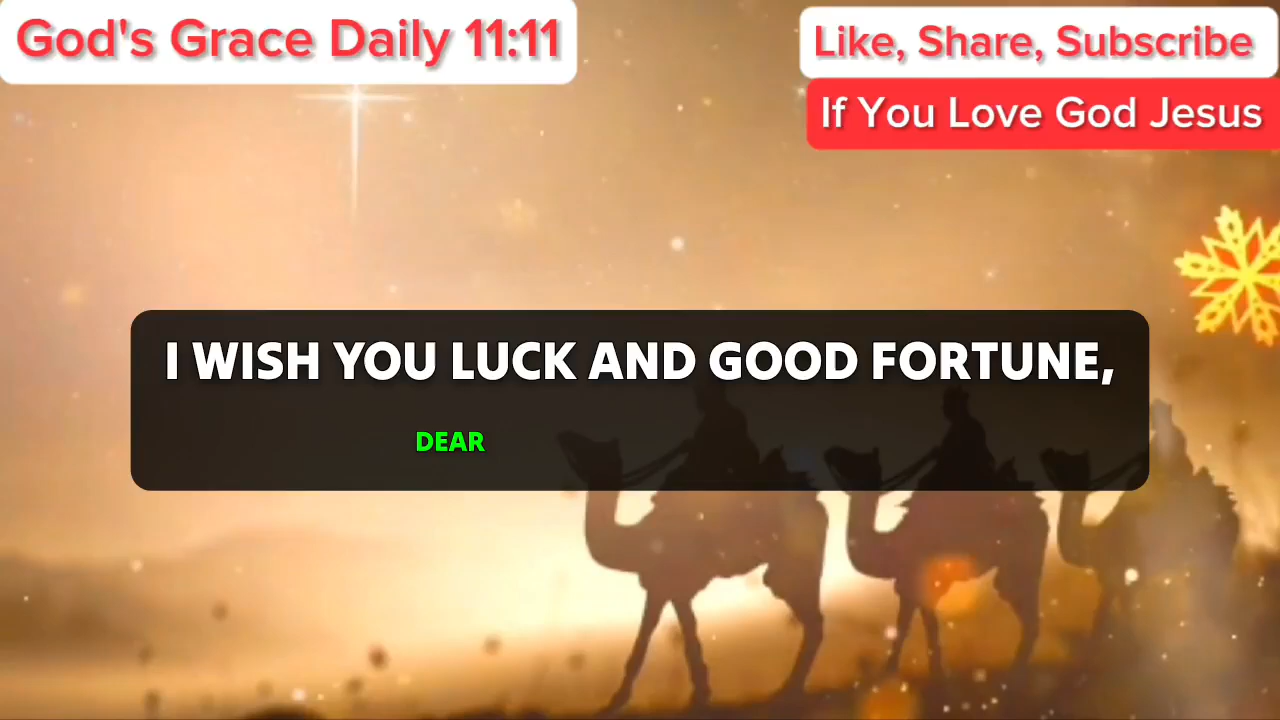 God's Grace Daily 11:11
Like, Share, Subscribe
If You Love God Jesus
I WISH YOU LUCK AND GOOD FORTUNE,
DEAR